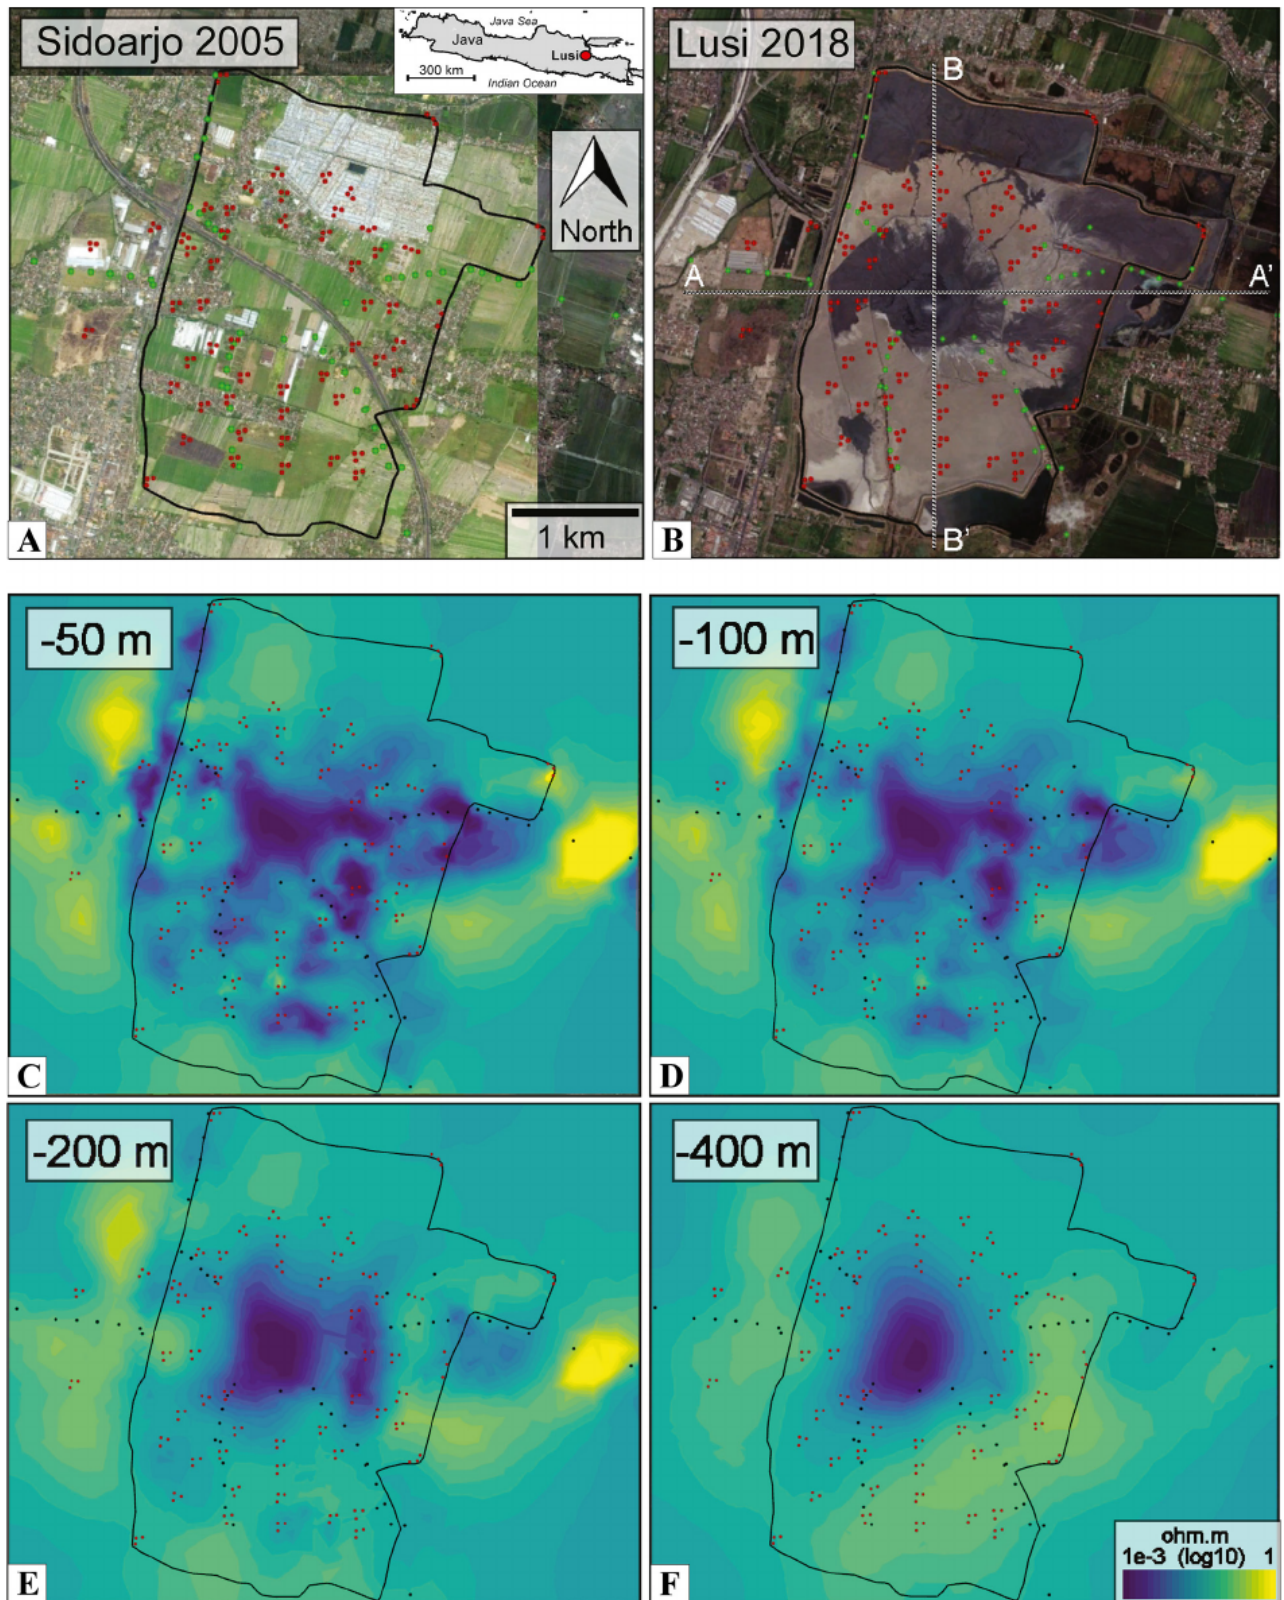 Sidoarjo 2005
Java Sea
Java
Lusi
300 km
Indian Ocean
North
1 km
A
Lusi 2018
B
A
A'
B'
B
-50 m
C
-100 m
D
-200 m
E
-400 m
F
ohm.m
1e-3 (log10) 1